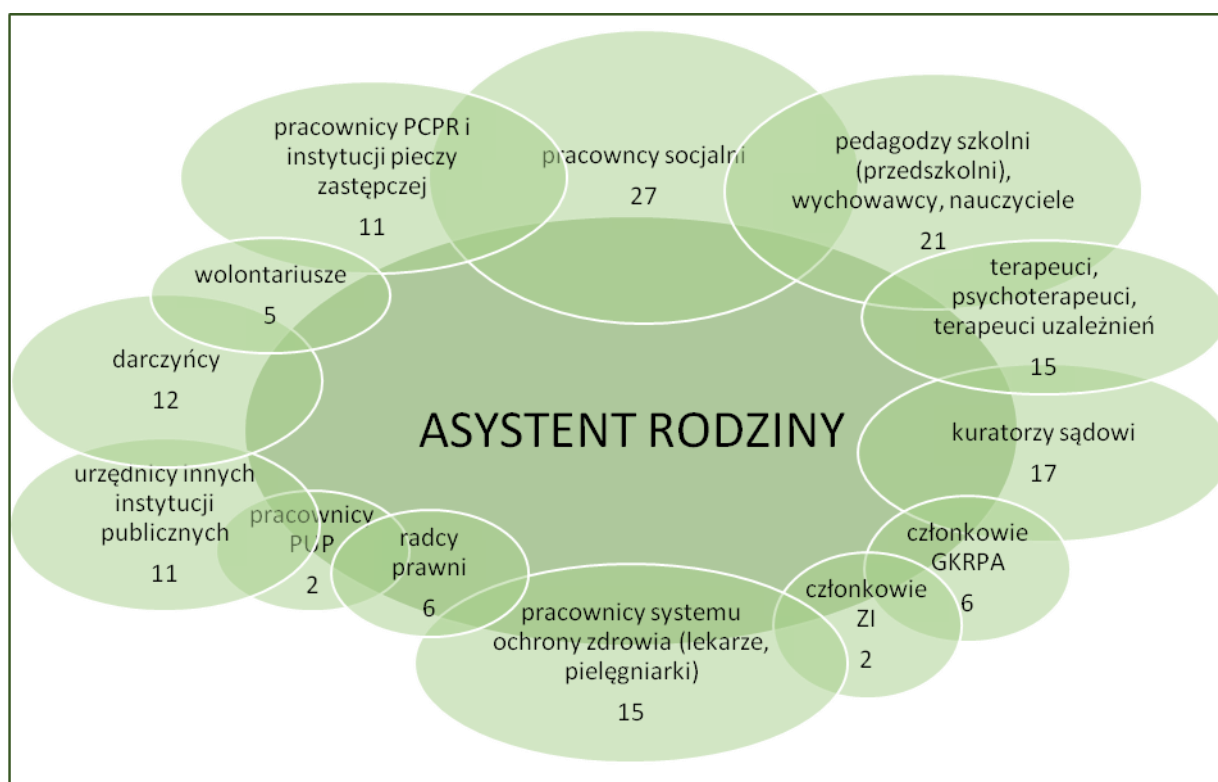 pracownicy PCPR i
instytucji pieczy
zastępczej
11
pracowncy socjalni
27
pedagodzy szkolni
(przedszkolni),
wychowawcy, nauczyciele
21
terapeuci,
psychoterapeuci,
terapeuci uzależnień
15
kuratorzy sądowi
17
członkowie
GKRPA
6
członkowie
ZI
2
pracownicy systemu
ochrony zdrowia (lekarze,
pielęgniarki)
15
radcy
prawni
6
pracownicy
PUP
2
urzędnicy innych
instytucji
publicznych
11
darczyńcy
12
wolontariusze
5
ASYSTENT RODZINY